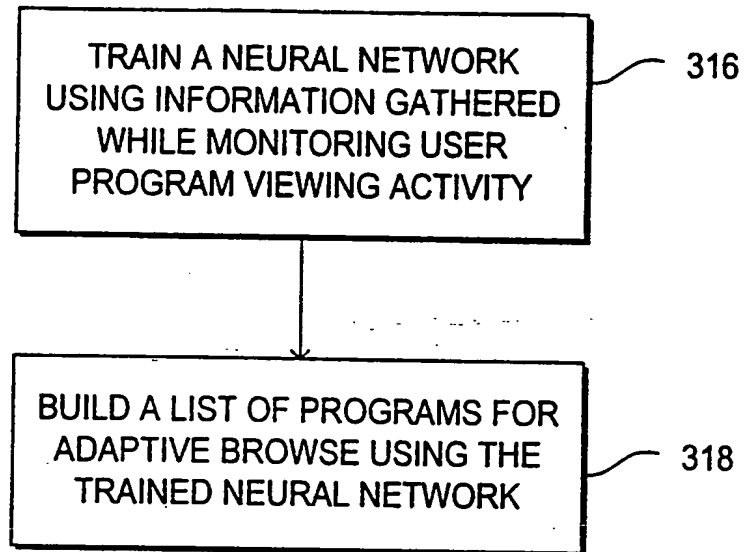 TRAIN A NEURAL NETWORK
USING INFORMATION GATHERED
WHILE MONITORING USER
PROGRAM VIEWING ACTIVITY
316
BUILD A LIST OF PROGRAMS FOR
ADAPTIVE BROWSE USING THE
TRAINED NEURAL NETWORK
318